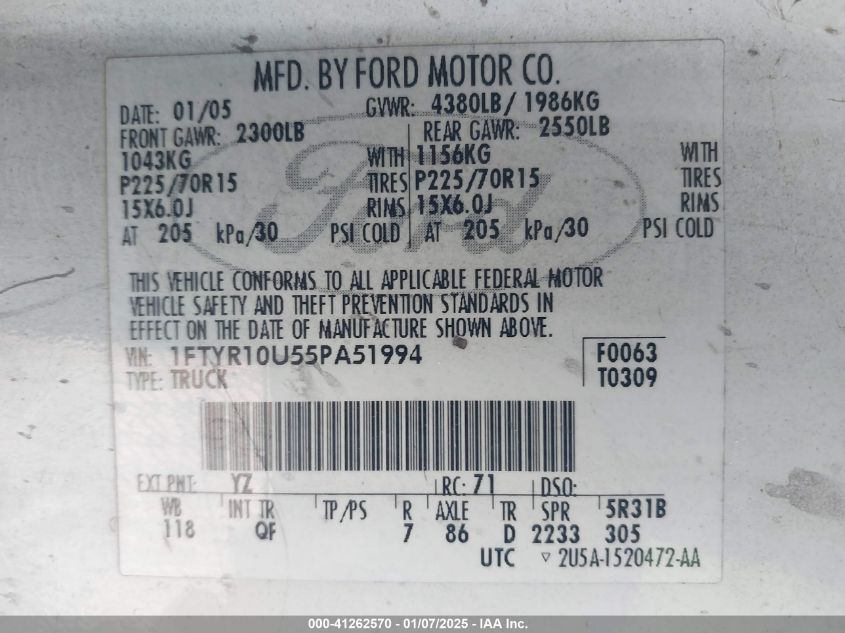 MFD. BY FORD MOTOR CO.
DATE: 01/05 GVWR: 4380LB/ 1986KG
FRONT GAWR: 2300LB REAR GAWR: 2550LB
1043KG WITH 1156KG WITH
P225/70R15 TIRES P225/70R15 TIRES
15X6.0J RIMS 15X6.0J RIMS
AT 205 kPa/30 PSI COLD AT 205 kPa/30 PSI COLD
Ford
THIS VEHICLE CONFORMS TO ALL APPLICABLE FEDERAL MOTOR
VEHICLE SAFETY AND THEFT PREVENTION STANDARDS IN
EFFECT ON THE DATE OF MANUFACTURE SHOWN ABOVE.
VIN: 1FTYR10U55PA51994 F0063
TYPE: TRUCK T0309
EXT PNT: YZ RC: 71 DSO:
WB INT TR TP/PS R AXLE TR SPR 5R31B
118 QF 7 86 D 2233 305
UTC ▽ 2U5A-1520472-AA
000-41262570 - 01/07/2025 - IAA Inc.